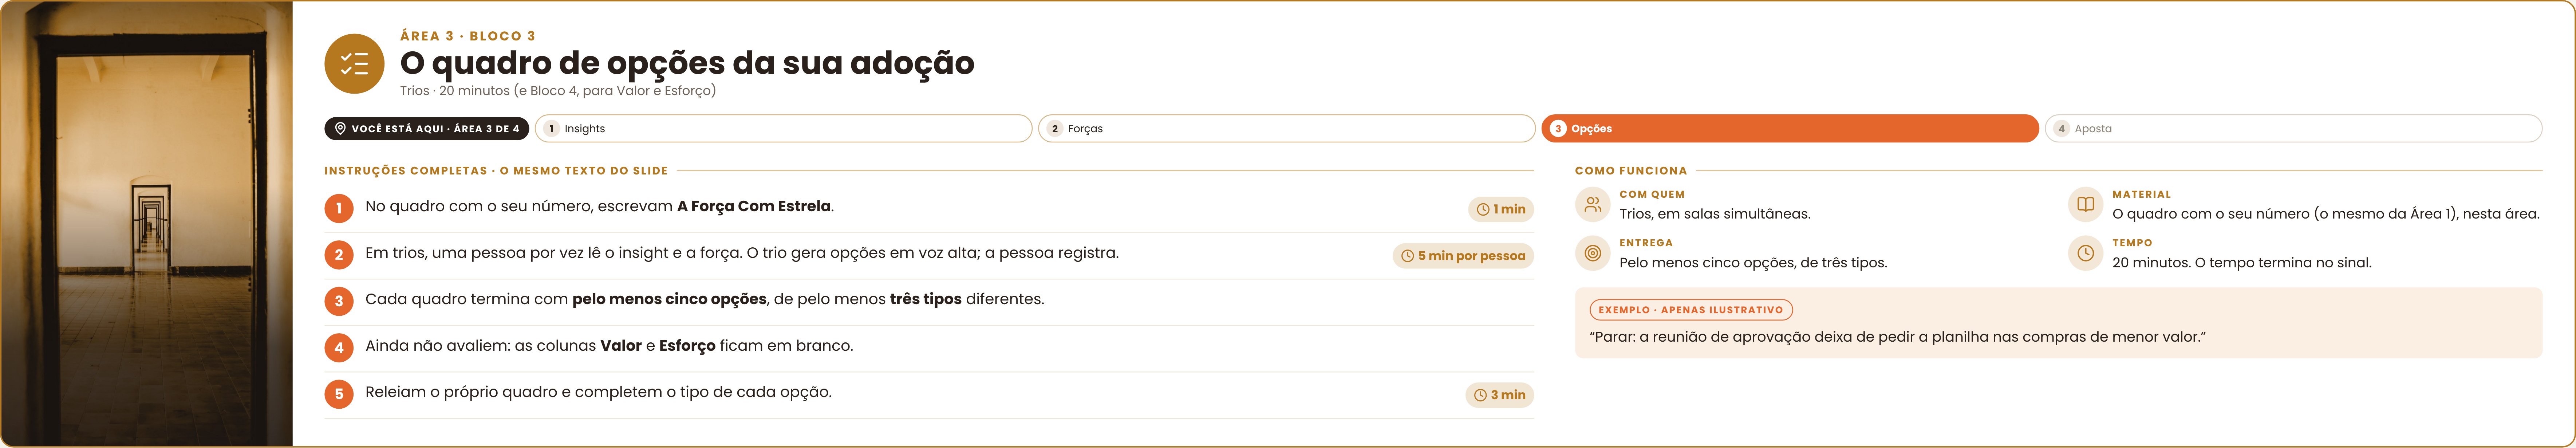 ÁREA 3 · BLOCO 3
O quadro de opções da sua adoção
Trios · 20 minutos (e Bloco 4, para Valor e Esforço)
VOCÊ ESTÁ AQUI · ÁREA 3 DE 4
1 Insights
2 Forças
3 Opções
4 Aposta
INSTRUÇÕES COMPLETAS · O MESMO TEXTO DO SLIDE
1 No quadro com o seu número, escrevam A Força Com Estrela. 1 min
2 Em trios, uma pessoa por vez lê o insight e a força. O trio gera opções em voz alta; a pessoa registra. 5 min por pessoa
3 Cada quadro termina com pelo menos cinco opções, de pelo menos três tipos diferentes.
4 Ainda não avaliem: as colunas Valor e Esforço ficam em branco.
5 Releiam o próprio quadro e completem o tipo de cada opção. 3 min
COMO FUNCIONA
COM QUEM
Trios, em salas simultâneas.
MATERIAL
O quadro com o seu número (o mesmo da Área 1), nesta área.
ENTREGA
Pelo menos cinco opções, de três tipos.
TEMPO
20 minutos. O tempo termina no sinal.
EXEMPLO · APENAS ILUSTRATIVO
“Parar: a reunião de aprovação deixa de pedir a planilha nas compras de menor valor.”